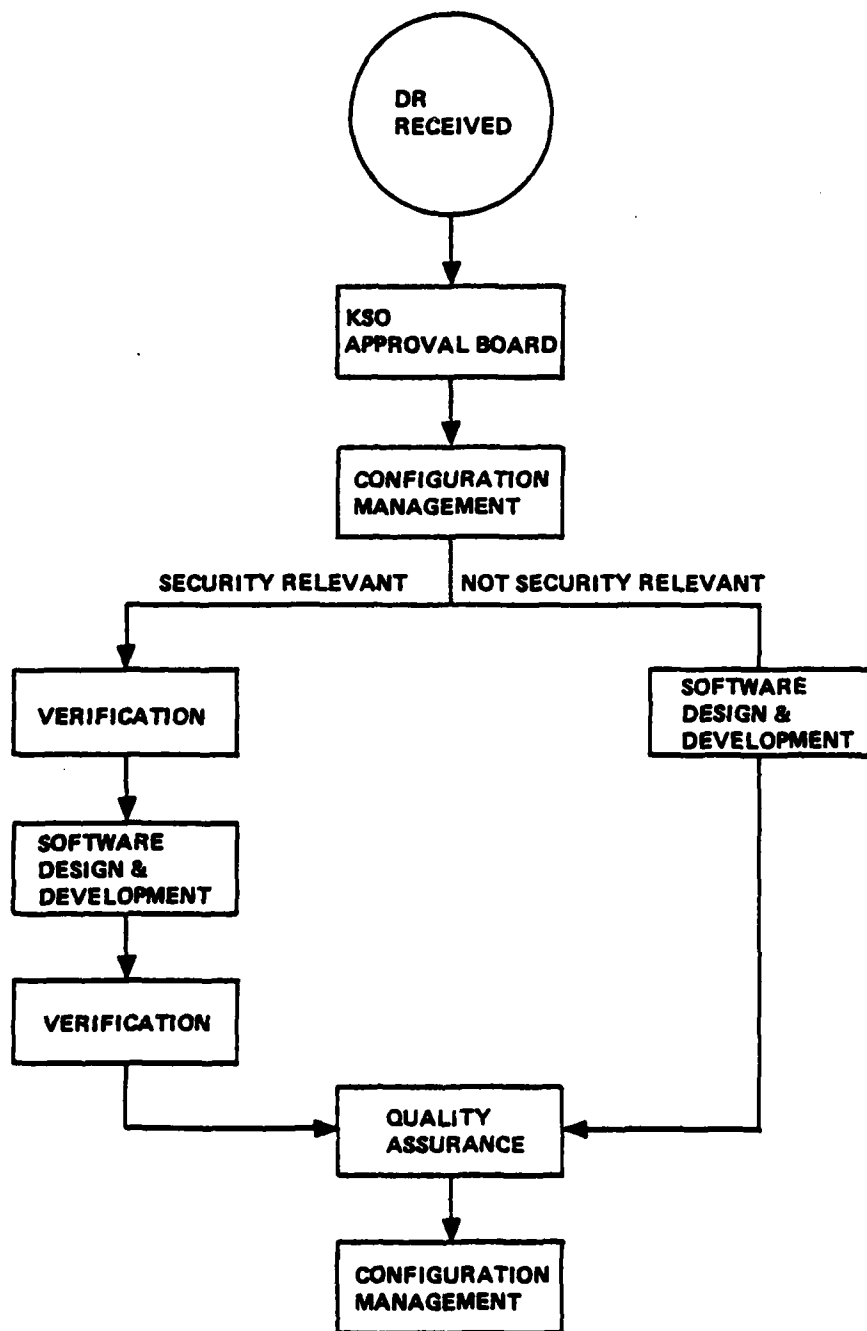 DR
RECEIVED
KSO
APPROVAL BOARD
CONFIGURATION
MANAGEMENT
SECURITY RELEVANT
NOT SECURITY RELEVANT
VERIFICATION
SOFTWARE
DESIGN &
DEVELOPMENT
SOFTWARE
DESIGN &
DEVELOPMENT
VERIFICATION
QUALITY
ASSURANCE
CONFIGURATION
MANAGEMENT